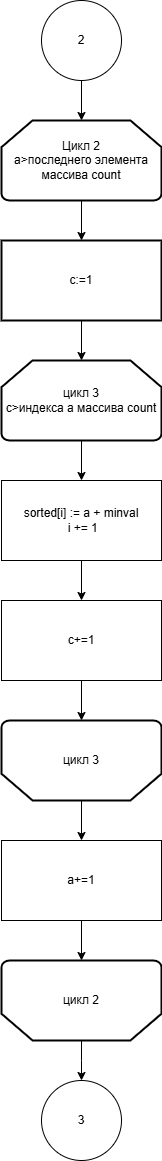 2
Цикл 2
a>последнего элемента
массива count
c:=1
цикл 3
c>индекса a массива count
sorted[i] := a + minval
i += 1
c+=1
цикл 3
a+=1
цикл 2
3